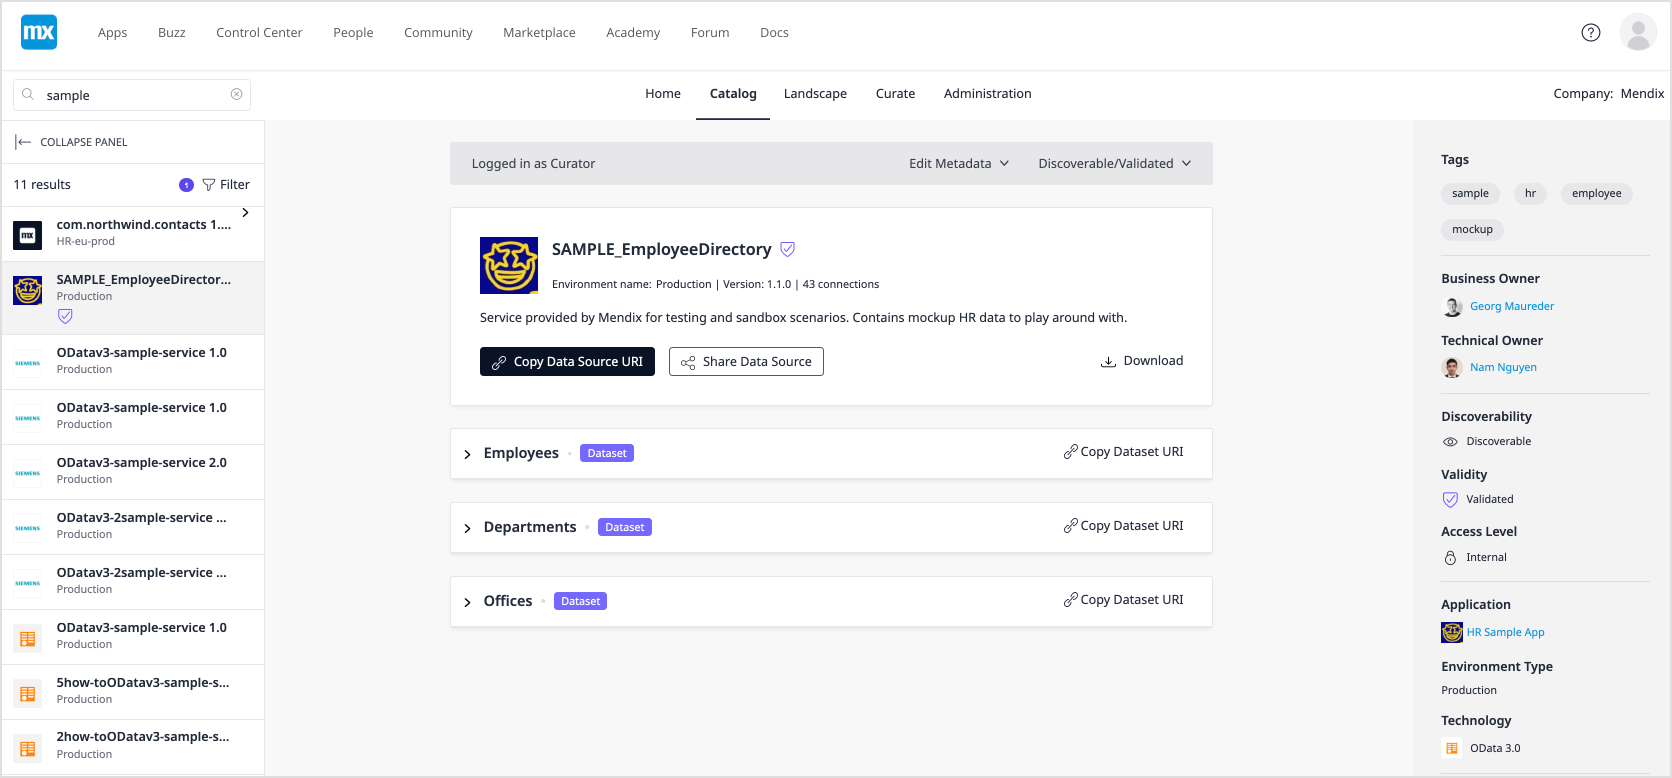 mx
Apps Buzz Control Center People Community Marketplace Academy Forum Docs
?
sample
Home Catalog Landscape Curate Administration
Company: Mendix
COLLAPSE PANEL
11 results
1 Filter
mx
com.northwind.contacts 1....
HR-eu-prod
SAMPLE_EmployeeDirector...
Production
SIEMENS
ODatav3-sample-service 1.0
Production
SIEMENS
ODatav3-sample-service 1.0
Production
SIEMENS
ODatav3-sample-service 2.0
Production
SIEMENS
ODatav3-2sample-service ...
Production
SIEMENS
ODatav3-2sample-service ...
Production
ODatav3-sample-service 1.0
Production
5how-toODatav3-sample-s...
Production
2how-toODatav3-sample-s...
Production
Logged in as Curator
Edit Metadata
Discoverable/Validated
SAMPLE_EmployeeDirectory
Environment name: Production | Version: 1.1.0 | 43 connections
Service provided by Mendix for testing and sandbox scenarios. Contains mockup HR data to play around with.
Copy Data Source URI
Share Data Source
Download
Employees Dataset
Copy Dataset URI
Departments Dataset
Copy Dataset URI
Offices Dataset
Copy Dataset URI
Tags
sample hr employee
mockup
Business Owner
Georg Maureder
Technical Owner
Nam Nguyen
Discoverability
Discoverable
Validity
Validated
Access Level
Internal
Application
HR Sample App
Environment Type
Production
Technology
OData 3.0